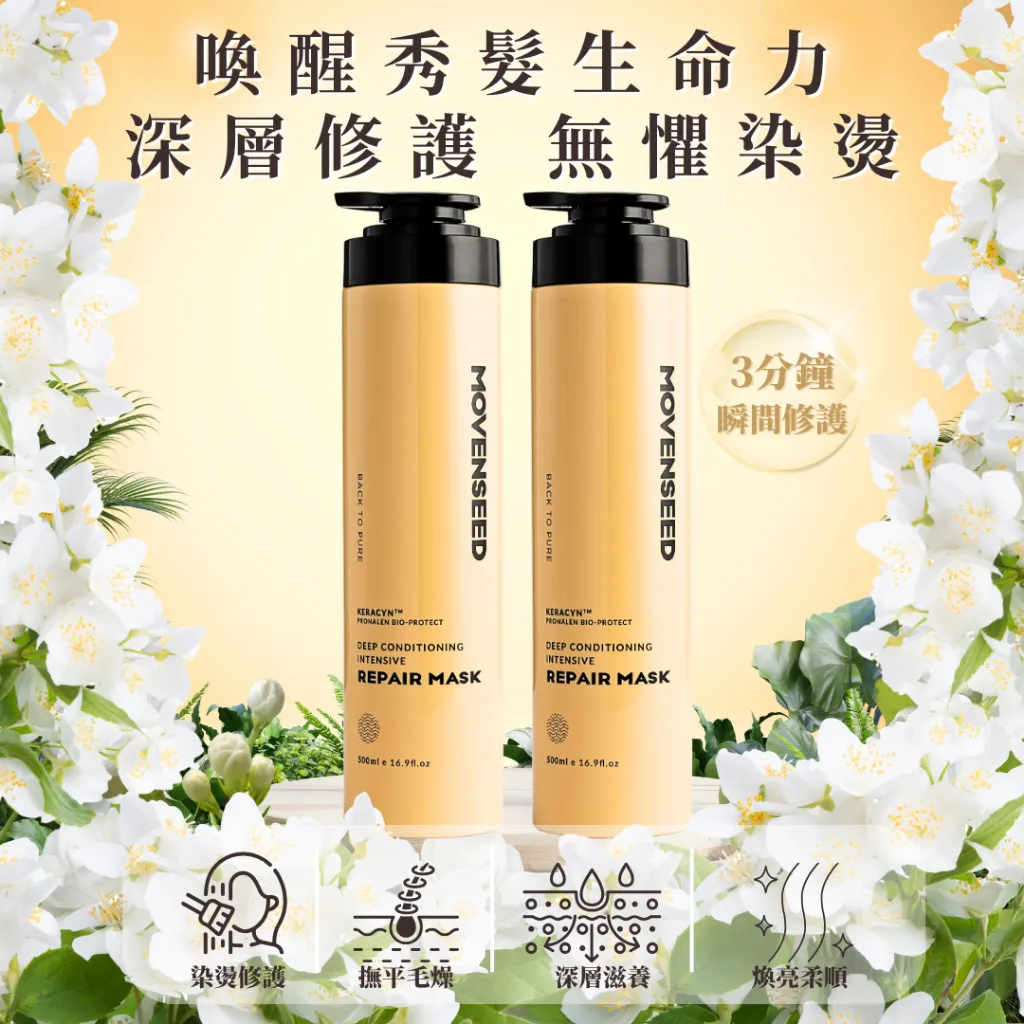 喚醒秀髮生命力
深層修護 無懼染燙
MOVENSEED
BACK TO PURE
KERACYN™
PRONALEN BIO-PROTECT
DEEP CONDITIONING
INTENSIVE
REPAIR MASK
500ml e 16.9fl.oz
MOVENSEED
BACK TO PURE
KERACYN™
PRONALEN BIO-PROTECT
DEEP CONDITIONING
INTENSIVE
REPAIR MASK
500ml e 16.9fl.oz
3分鐘
瞬間修護
染燙修護
撫平毛燥
深層滋養
煥亮柔順